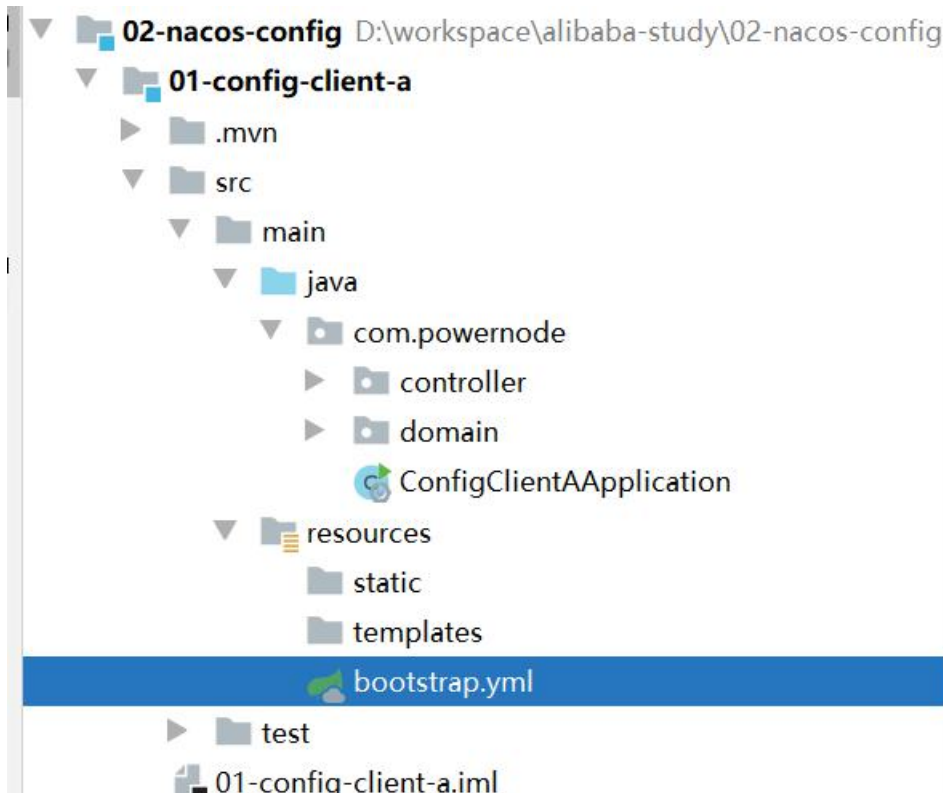 02-nacos-config D:\workspace\alibaba-study\02-nacos-config
01-config-client-a
.mvn
src
main
java
com.powernode
controller
domain
ConfigClientAApplication
resources
static
templates
bootstrap.yml
test
01-config-client-a.iml